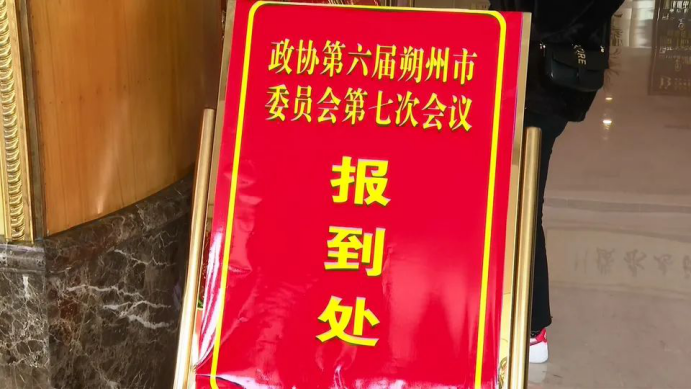 政协第六届朔州市
委员会第七次会议
报
到
处